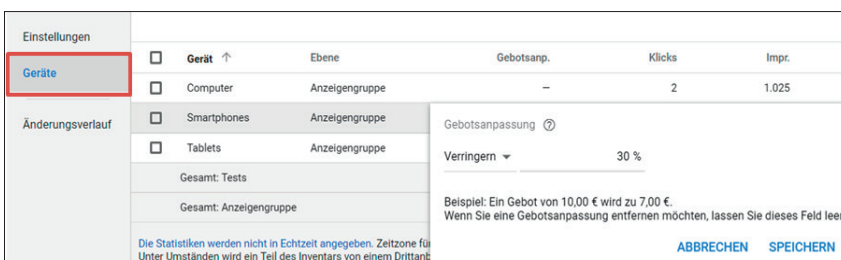 Einstellungen
Geräte
Änderungsverlauf
Gerät ↑ Ebene Gebotsanp. Klicks Impr.
Computer Anzeigengruppe – 2 1.025
Smartphones Anzeigengruppe
Tablets Anzeigengruppe
Gesamt: Tests
Gesamt: Anzeigengruppe
Die Statistiken werden nicht in Echtzeit angegeben. Zeitzone fü
Unter Umständen wird ein Teil des Inventars von einem Drittanb
Gebotsanpassung ?
Verringern 30 %
Beispiel: Ein Gebot von 10,00 € wird zu 7,00 €.
Wenn Sie eine Gebotsanpassung entfernen möchten, lassen Sie dieses Feld leer
ABBRECHEN SPEICHERN